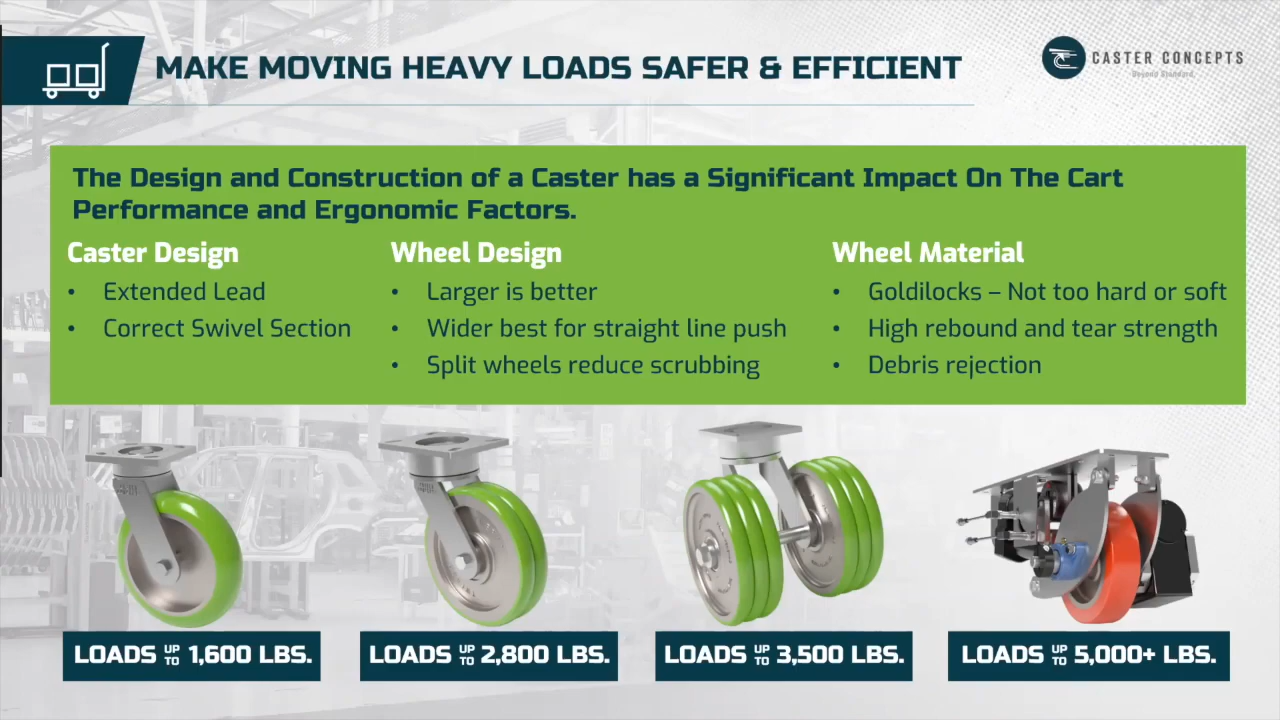 MAKE MOVING HEAVY LOADS SAFER & EFFICIENT
CASTER CONCEPTS
Beyond Standard.
The Design and Construction of a Caster has a Significant Impact On The Cart
Performance and Ergonomic Factors.
Caster Design
• Extended Lead
• Correct Swivel Section
Wheel Design
• Larger is better
• Wider best for straight line push
• Split wheels reduce scrubbing
Wheel Material
• Goldilocks – Not too hard or soft
• High rebound and tear strength
• Debris rejection
LOADS UP TO 1,600 LBS.
LOADS UP TO 2,800 LBS.
LOADS UP TO 3,500 LBS.
LOADS UP TO 5,000+ LBS.